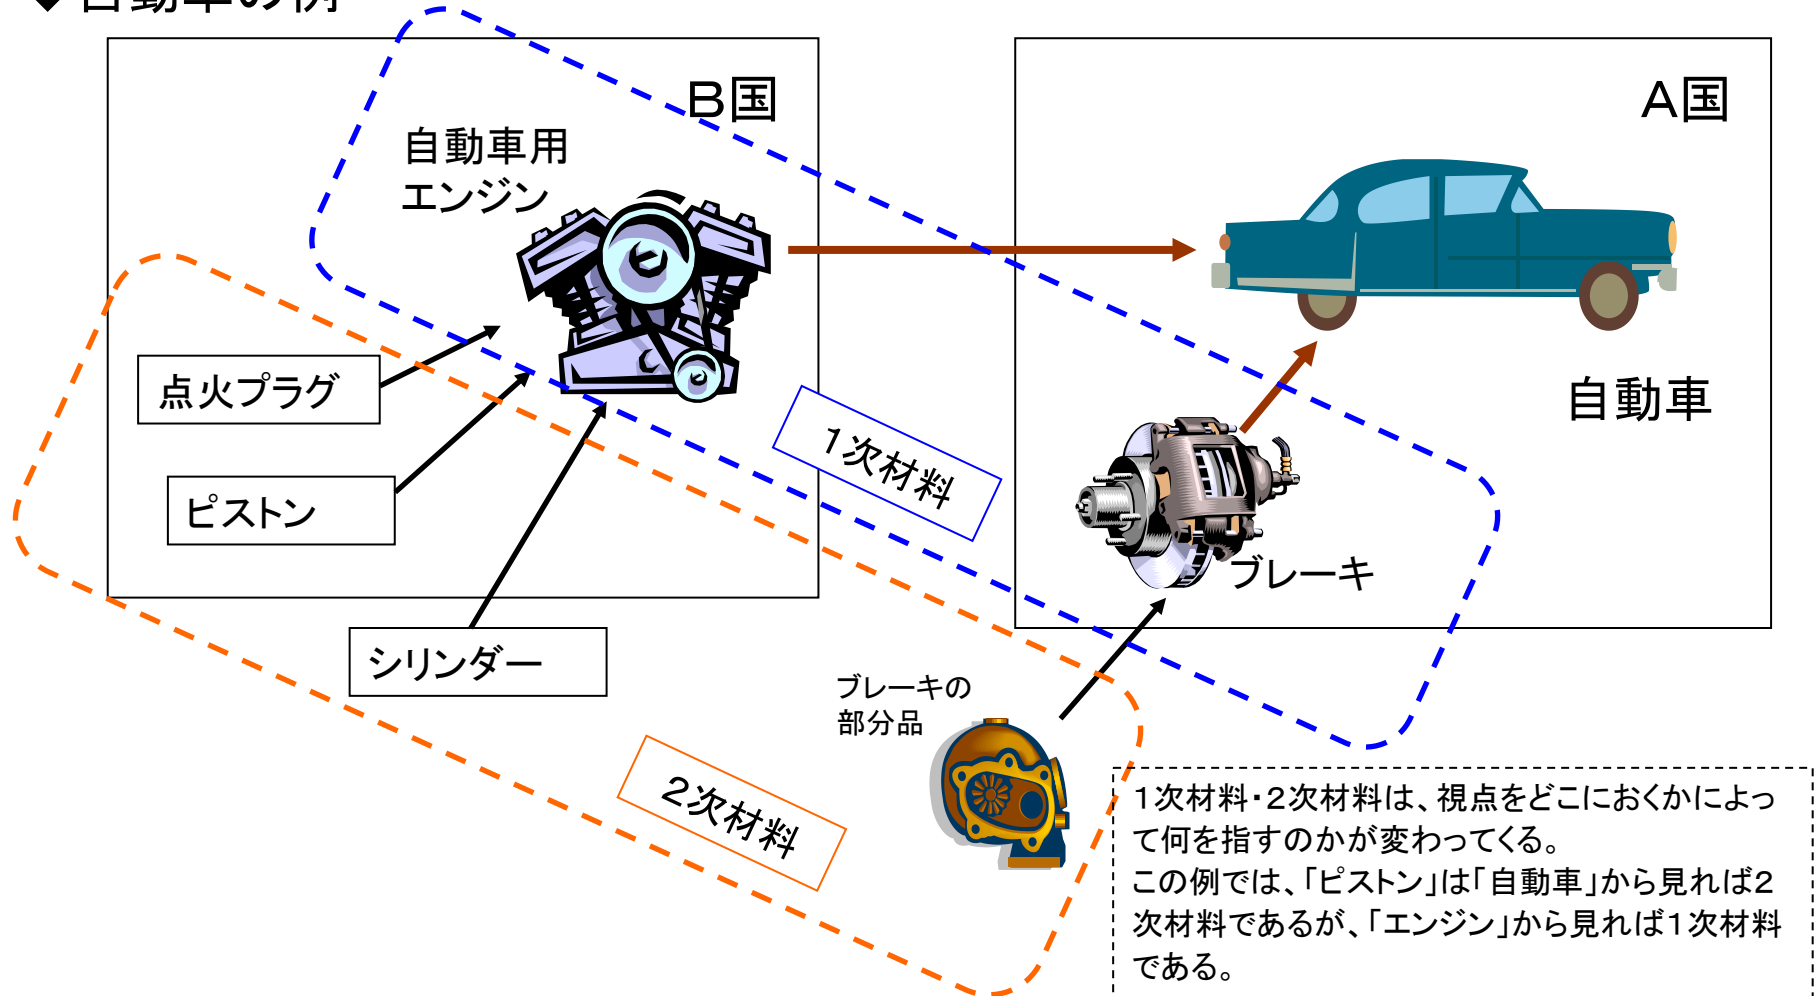 ◆自動車の例
B国
A国
自動車用
エンジン
点火プラグ
自動車
1次材料
ピストン
ブレーキ
シリンダー
ブレーキの
部分品
2次材料
1次材料・2次材料は、視点をどこにおくかによっ
て何を指すのかが変わってくる。
この例では、「ピストン」は「自動車」から見れば2
次材料であるが、「エンジン」から見れば1次材料
である。